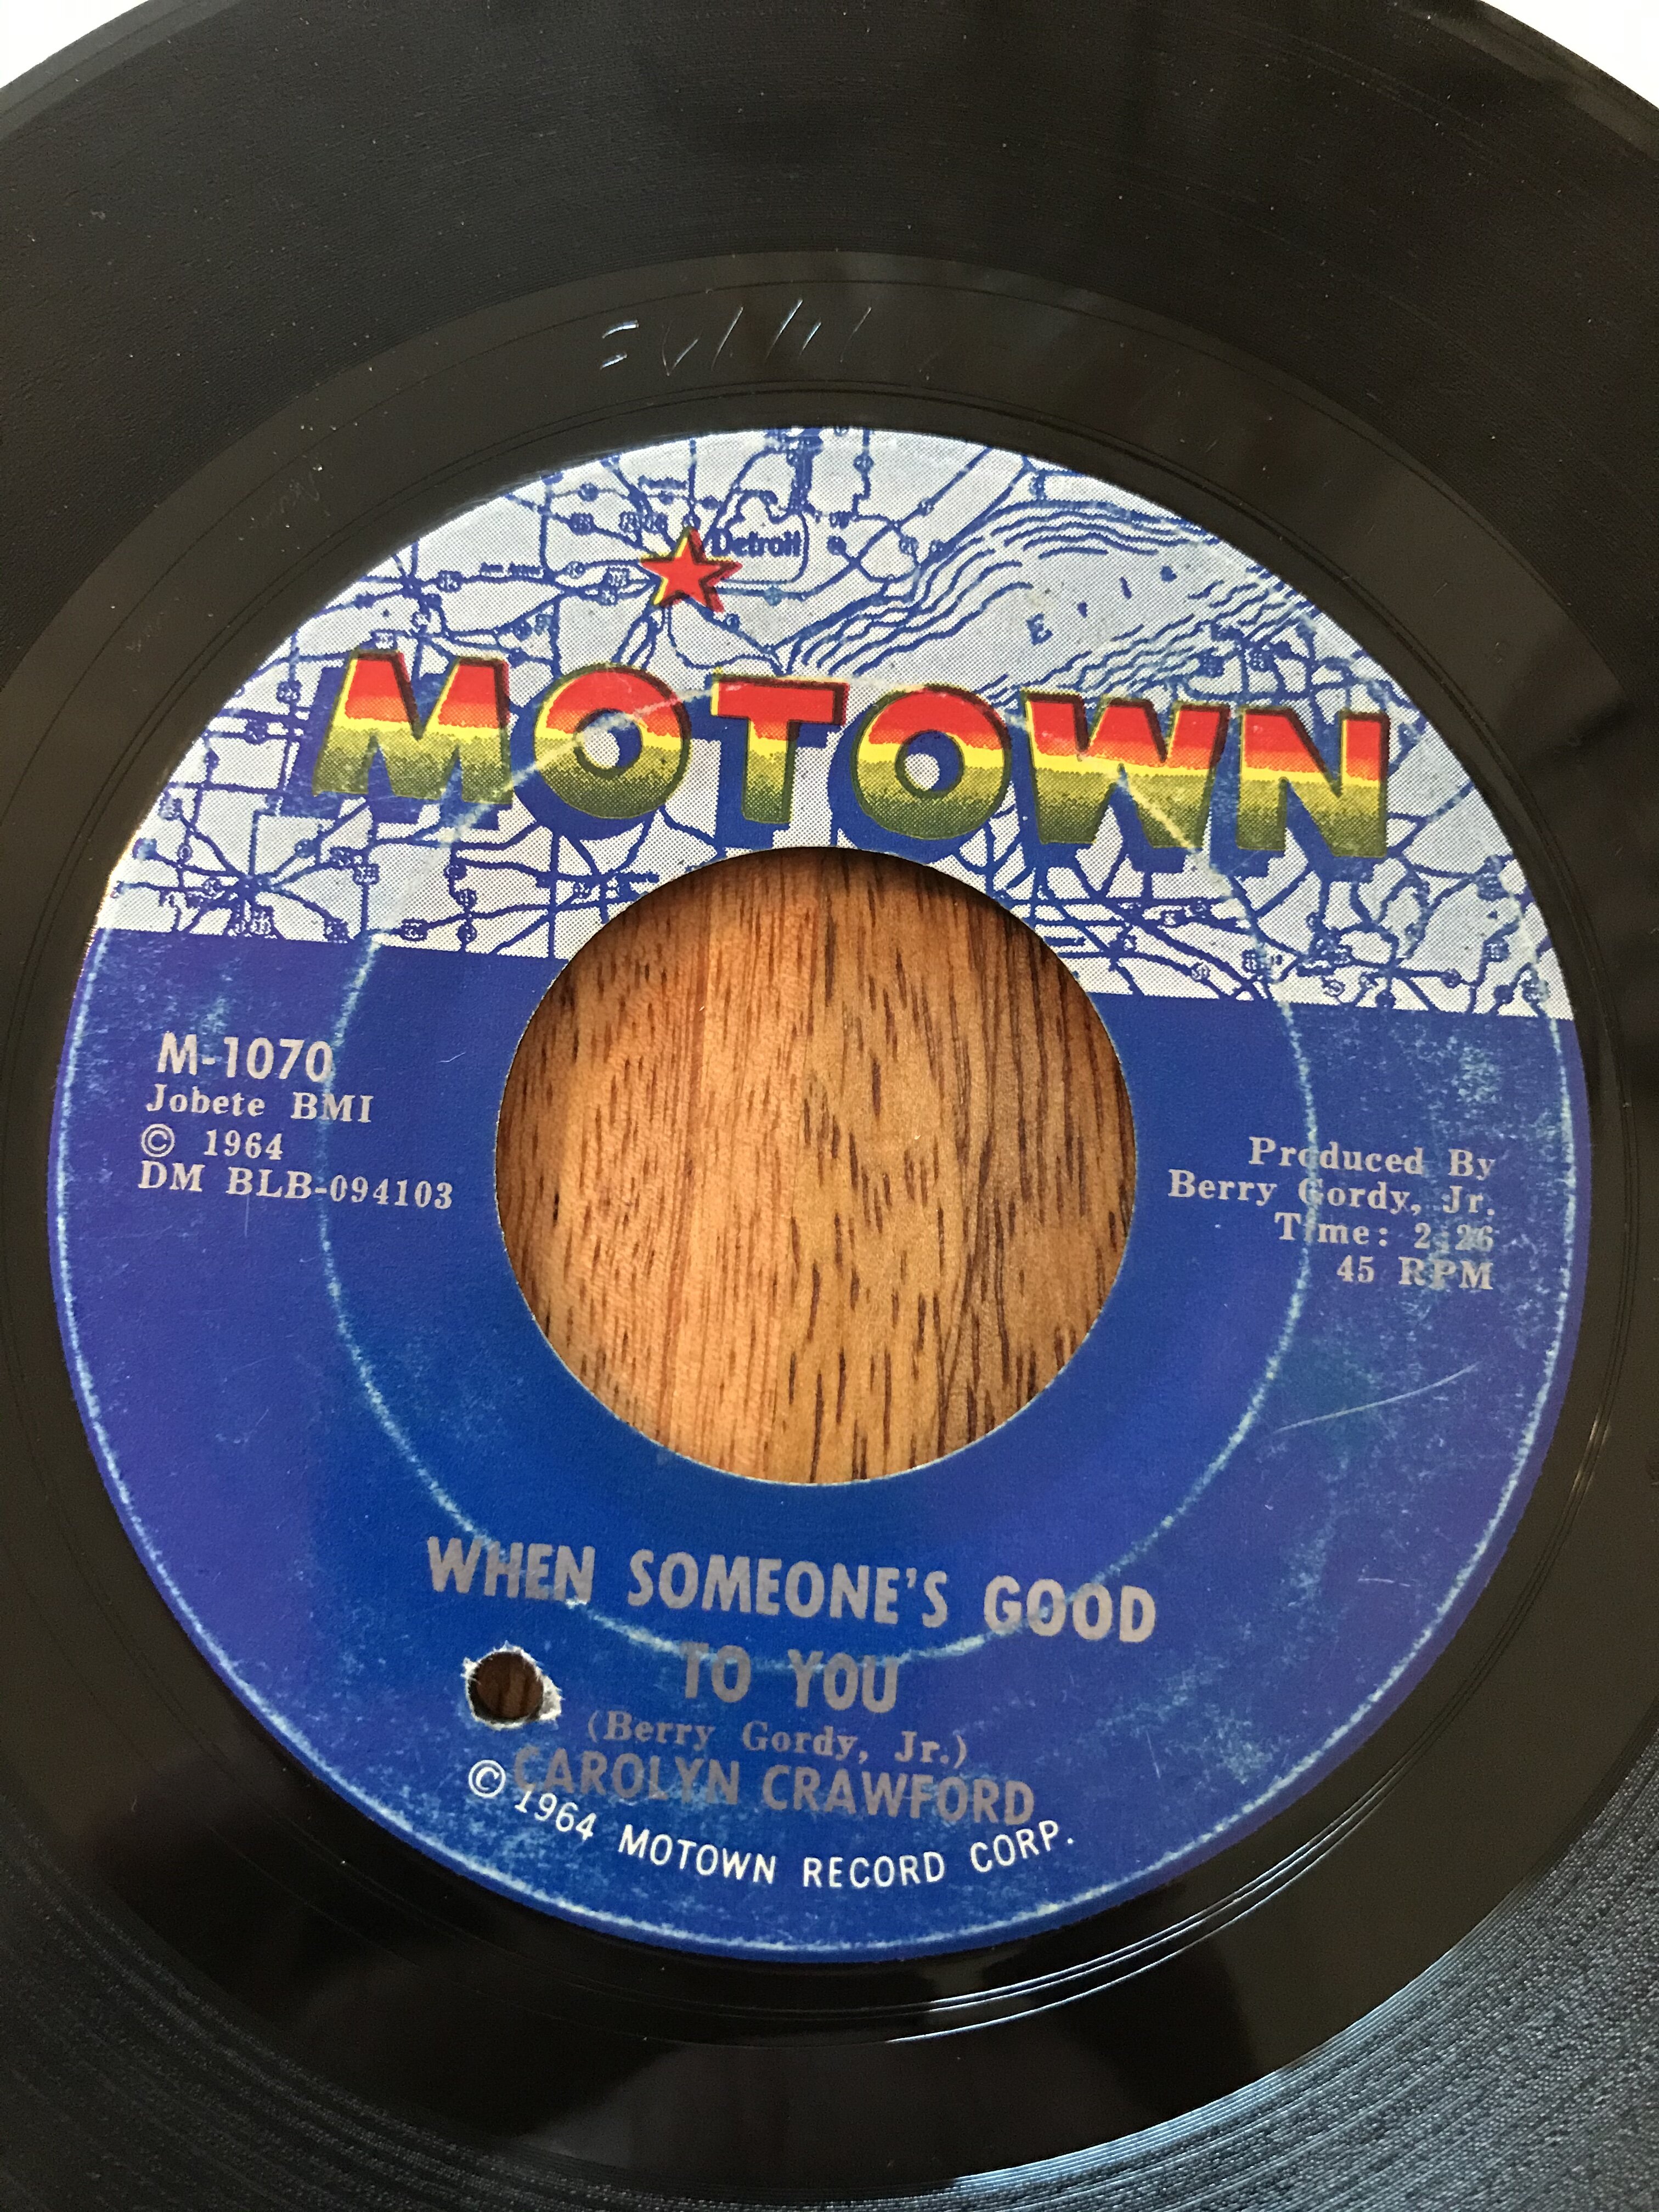 Detroit
Erie
MOTOWN
M-1070
Jobete BMI
© 1964
DM BLB-094103
Produced By
Berry Gordy, Jr.
Time: 2:26
45 RPM
WHEN SOMEONE'S GOOD
TO YOU
(Berry Gordy, Jr.)
CAROLYN CRAWFORD
© 1964 MOTOWN RECORD CORP.